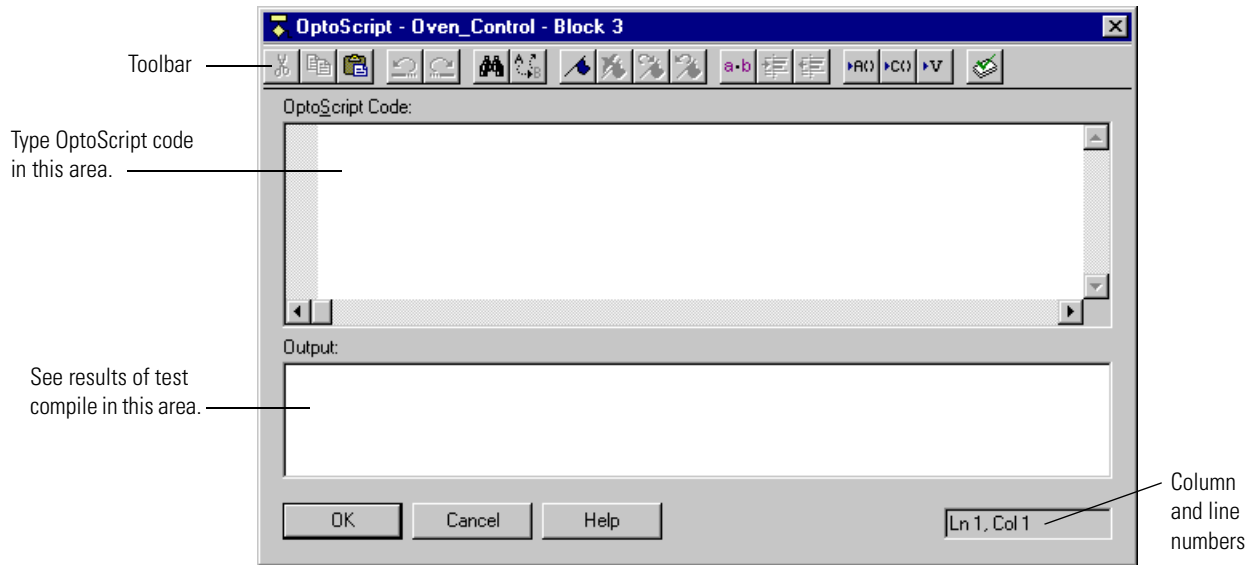 OptoScript - Oven_Control - Block 3
Toolbar
A
B
a•b
A()
C()
V
OptoScript Code:
Type OptoScript code
in this area.
Output:
See results of test
compile in this area.
OK
Cancel
Help
Ln 1, Col 1
Column
and line
numbers